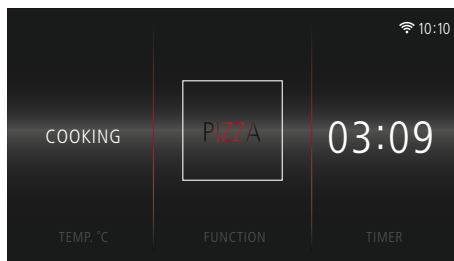 10:10
COOKING
PIZZA
03:09
TEMP. °C
FUNCTION
TIMER